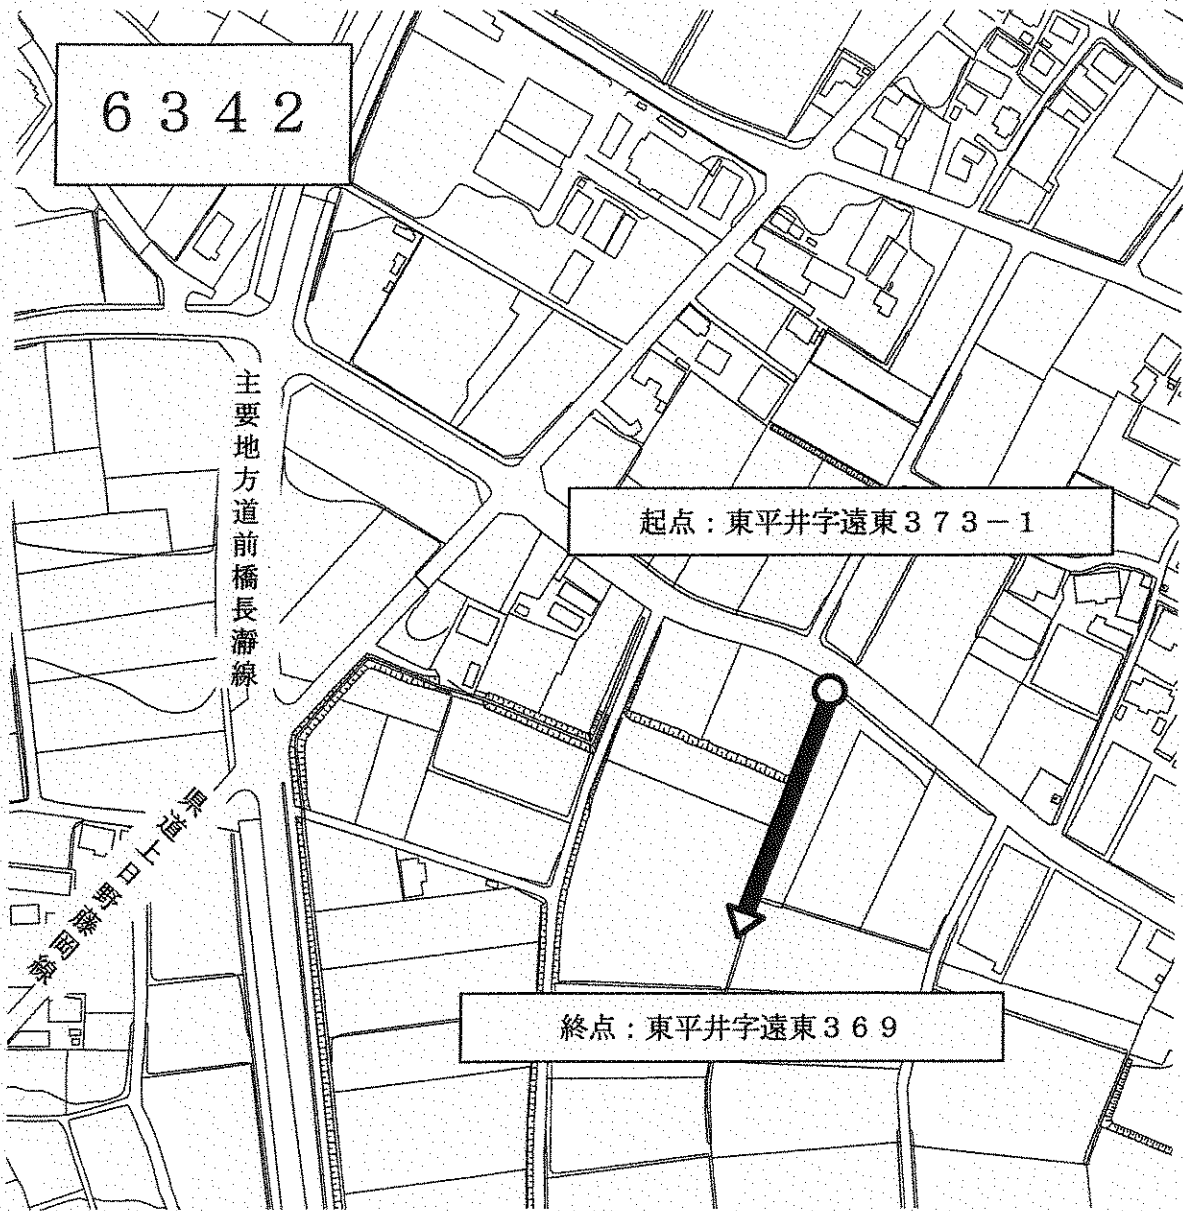 ６３４２
主要地方道前橋長瀞線
起点：東平井字遠東３７３－１
県道上日野藤岡線
終点：東平井字遠東３６９